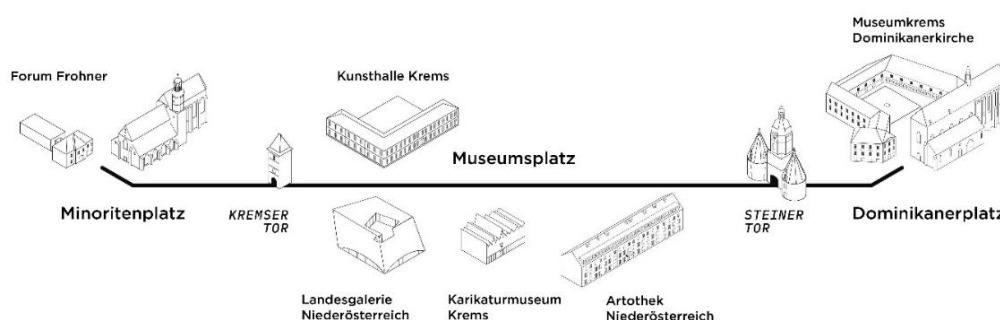 Museumkrems
Dominikanerkirche
Forum Frohner
Kunsthalle Krems
Museumsplatz
Minoritenplatz
KREMSER
TOR
STEINER
TOR
Dominikanerplatz
Landesgalerie
Niederösterreich
Karikaturmuseum
Krems
Artothek
Niederösterreich